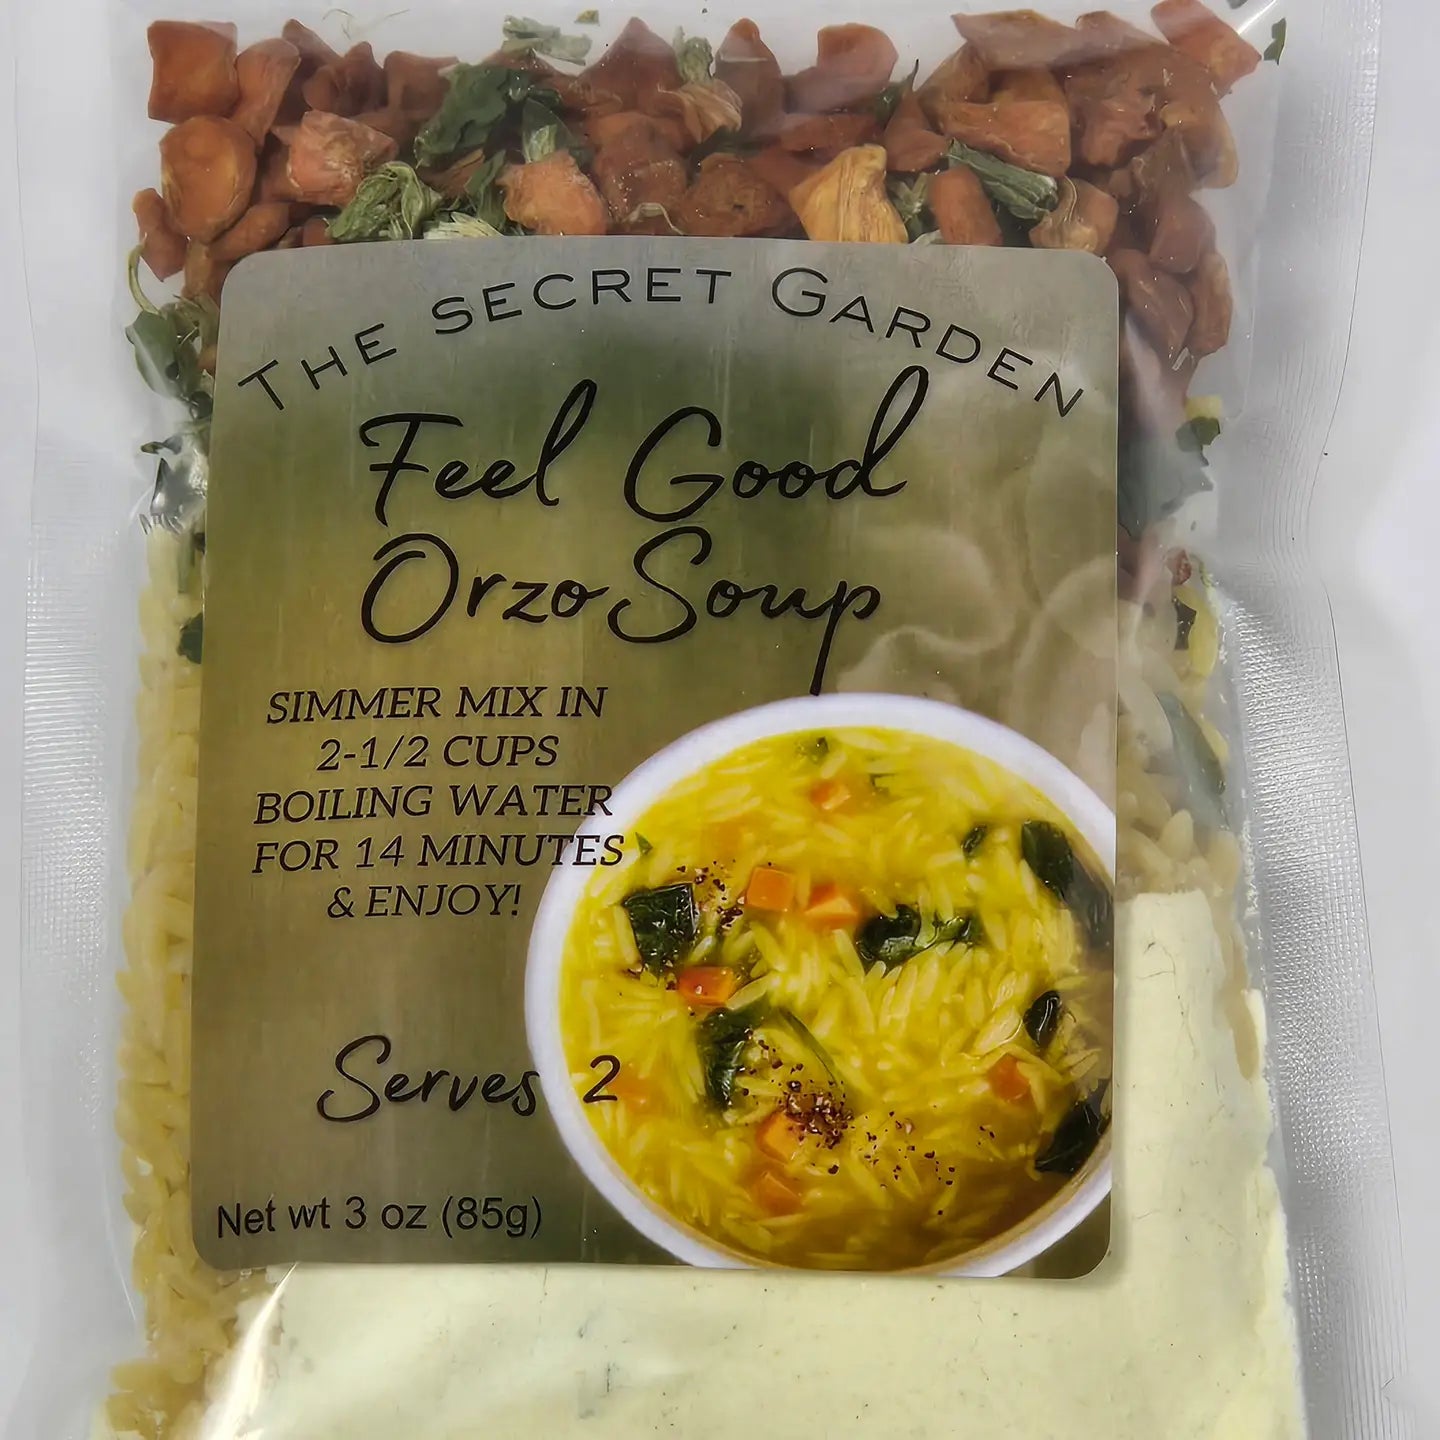 THE SECRET GARDEN
Feel Good
Orzo Soup
SIMMER MIX IN
2-1/2 CUPS
BOILING WATER
FOR 14 MINUTES
& ENJOY!
Serves 2
Net wt 3 oz (85g)